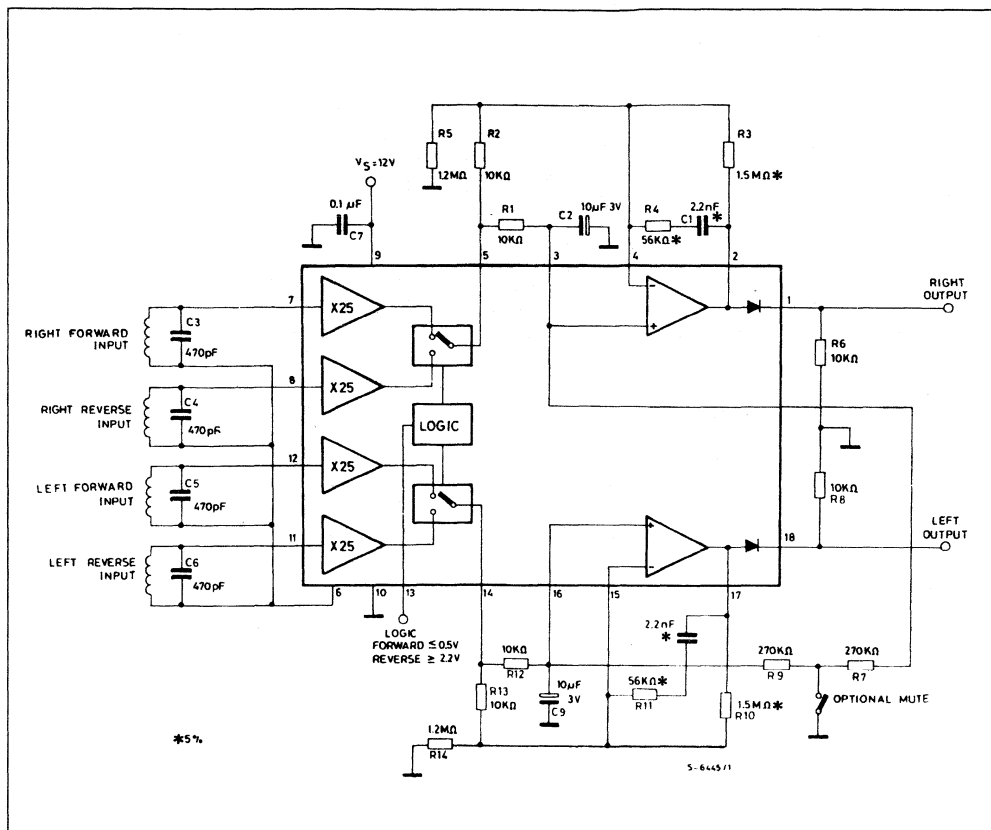 R5
1.2MΩ
R2
10KΩ
R3
1.5MΩ*
VS=12V
0.1 µF
C7
R1
10KΩ
C2
10µF 3V
R4
56KΩ*
C1
2.2nF
*
9
5
3
4
2
7
X25
1
RIGHT
OUTPUT
RIGHT FORWARD
INPUT
C3
470pF
R6
10KΩ
8
X25
RIGHT REVERSE
INPUT
C4
470pF
LOGIC
12
X25
LEFT FORWARD
INPUT
C5
470pF
10KΩ
R8
11
X25
LEFT REVERSE
INPUT
C6
470pF
18
LEFT
OUTPUT
6
10
13
14
16
15
17
LOGIC
FORWARD ≤ 0.5V
REVERSE ≥ 2.2V
10KΩ
R12
2.2nF
*
270KΩ
R9
270KΩ
R7
R13
10KΩ
10µF
3V
C9
56KΩ*
R11
1.5MΩ*
R10
OPTIONAL MUTE
1.2MΩ
R14
*5%
S-6445/1